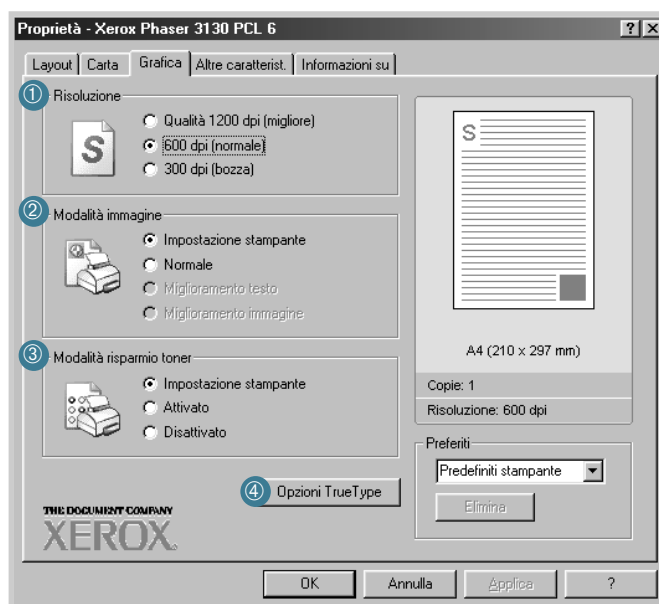 Proprietà - Xerox Phaser 3130 PCL 6
? x
Layout Carta Grafica Altre caratterist. Informazioni su
1 Risoluzione
S
Qualità 1200 dpi (migliore)
600 dpi (normale)
300 dpi (bozza)
2 Modalità immagine
Impostazione stampante
Normale
Miglioramento testo
Miglioramento immagine
3 Modalità risparmio toner
Impostazione stampante
Attivato
Disattivato
4 Opzioni TrueType
THE DOCUMENT COMPANY
XEROX
S
A4 (210 x 297 mm)
Copie: 1
Risoluzione: 600 dpi
Preferiti
Predefiniti stampante
Elimina
OK Annulla Applica ?